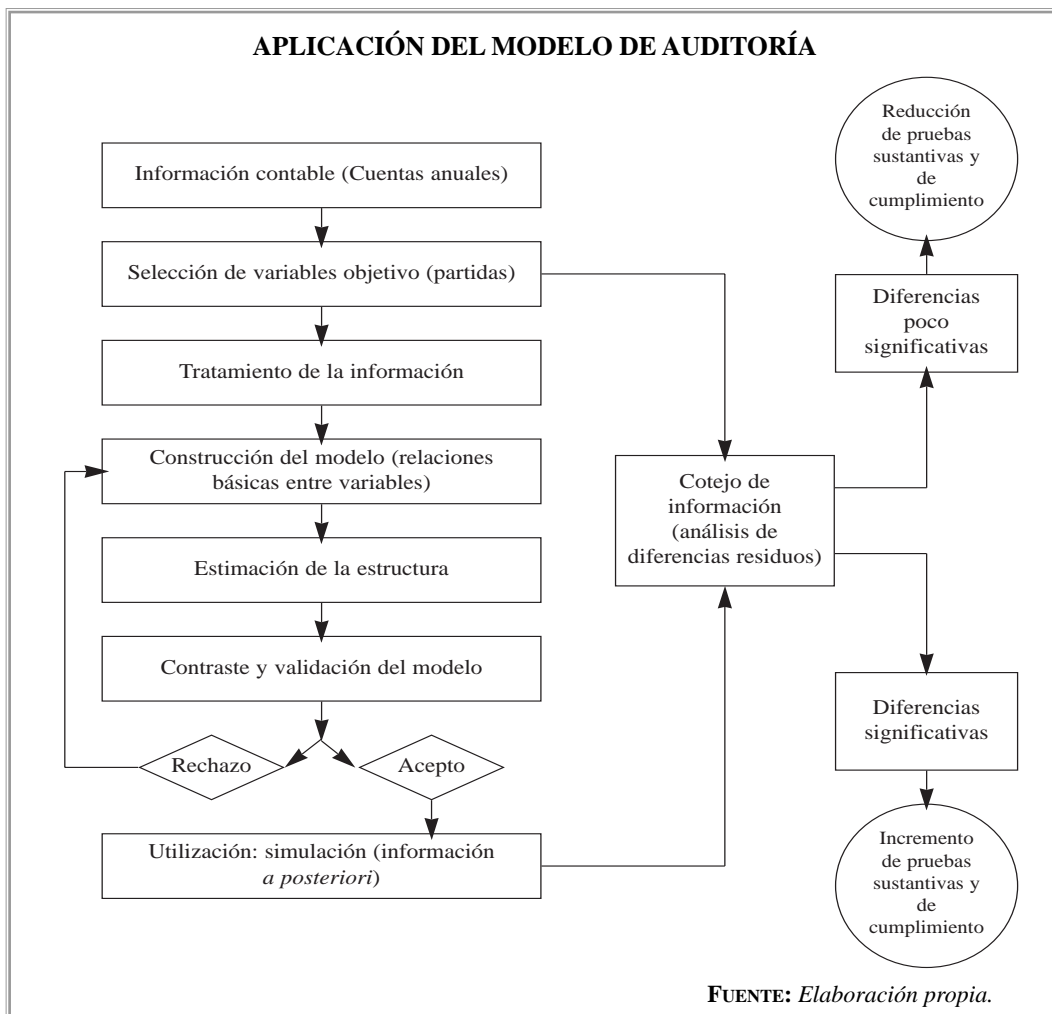 APLICACIÓN DEL MODELO DE AUDITORÍA
Información contable (Cuentas anuales)
Selección de variables objetivo (partidas)
Tratamiento de la información
Construcción del modelo (relaciones
básicas entre variables)
Estimación de la estructura
Contraste y validación del modelo
Rechazo
Acepto
Utilización: simulación (información
a posteriori)
Cotejo de
información
(análisis de
diferencias residuos)
Reducción
de pruebas
sustantivas y
de
cumplimiento
Diferencias
poco
significativas
Diferencias
significativas
Incremento
de pruebas
sustantivas y
de
cumplimiento
FUENTE: Elaboración propia.